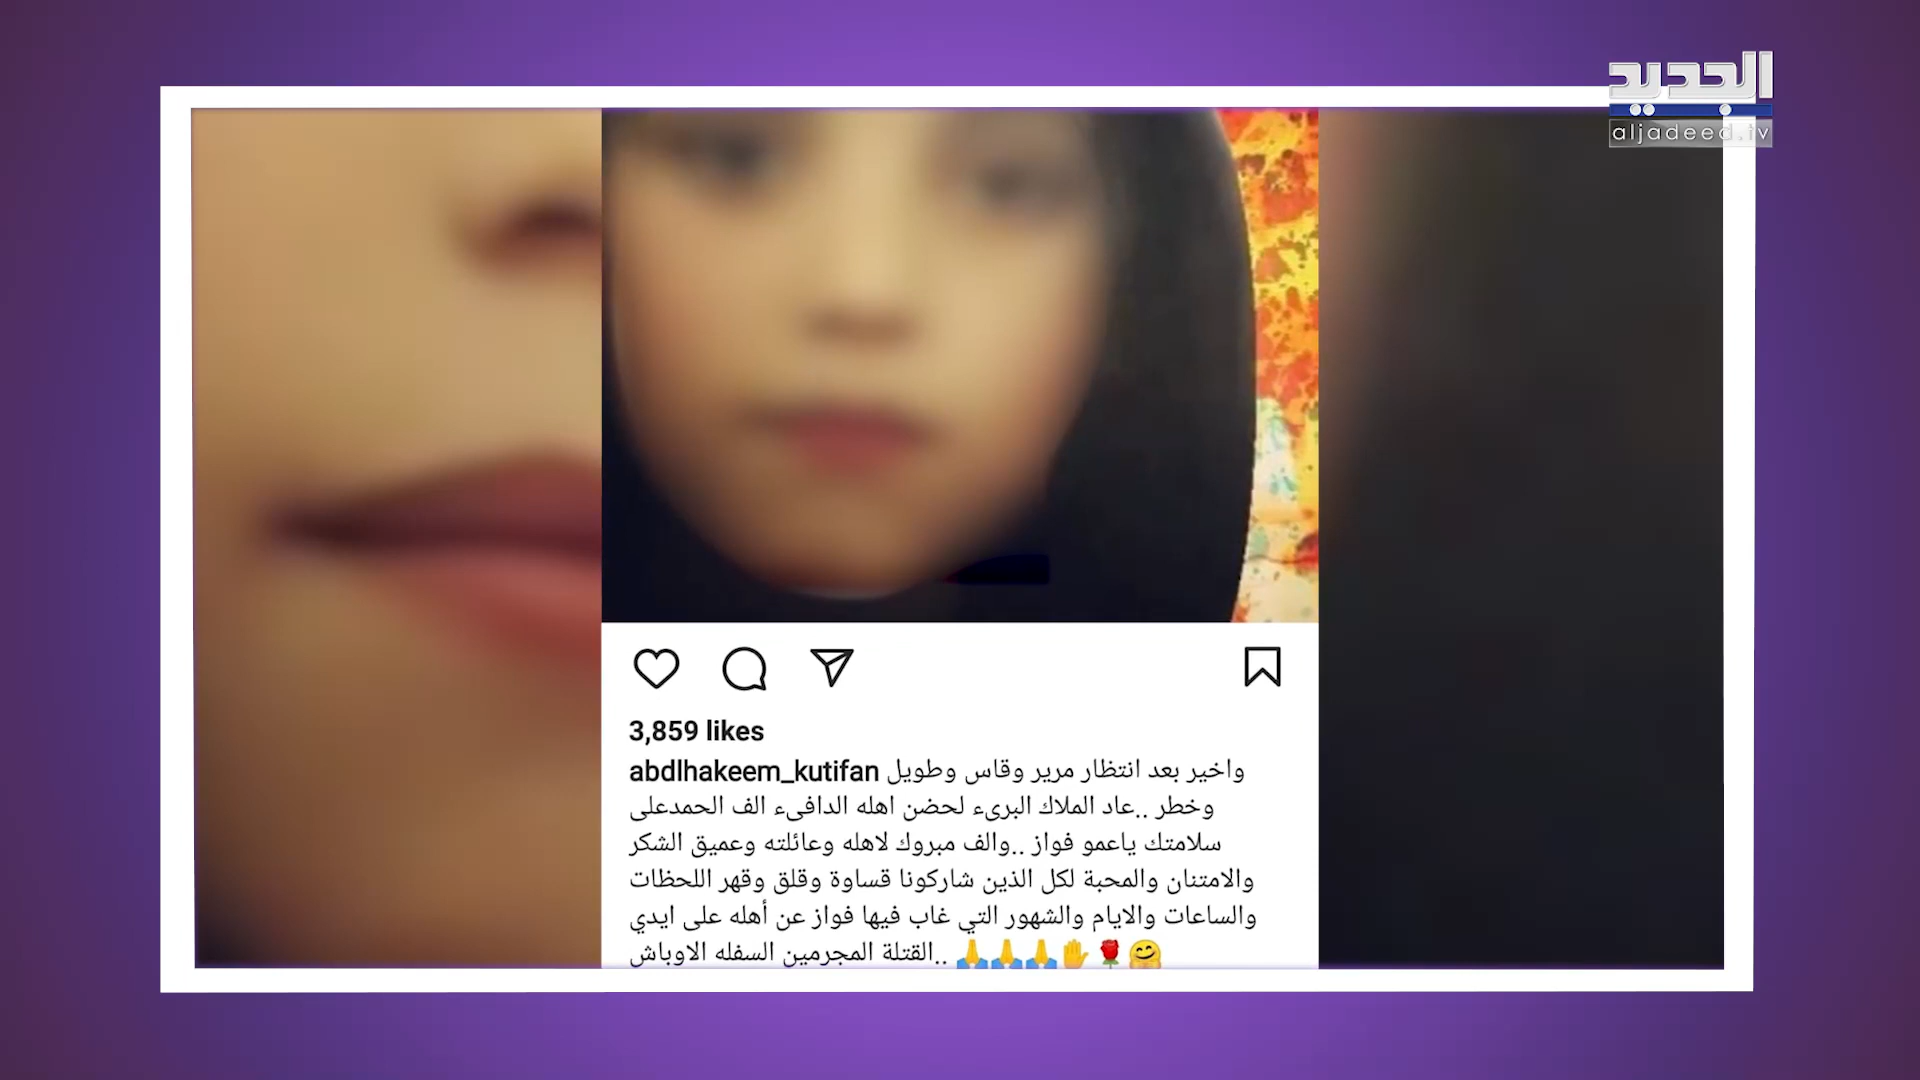 الجديد
aljadeed.tv
3,859 likes
abdlhakeem_kutifan واخير بعد انتظار مرير وقاس وطويل
وخطر ..عاد الملاك البريء لحضن اهله الدافىء الف الحمدعلى
سلامتك ياعمو فواز ..والف مبروك لاهله وعائلته وعميق الشكر
والامتنان والمحبة لكل الذين شاركونا قساوة وقلق وقهر اللحظات
والساعات والايام والشهور التي غاب فيها فواز عن أهله على ايدي
القتلة المجرمين السفله الاوباش.. 🙏🙏🙏✋🌹🤗